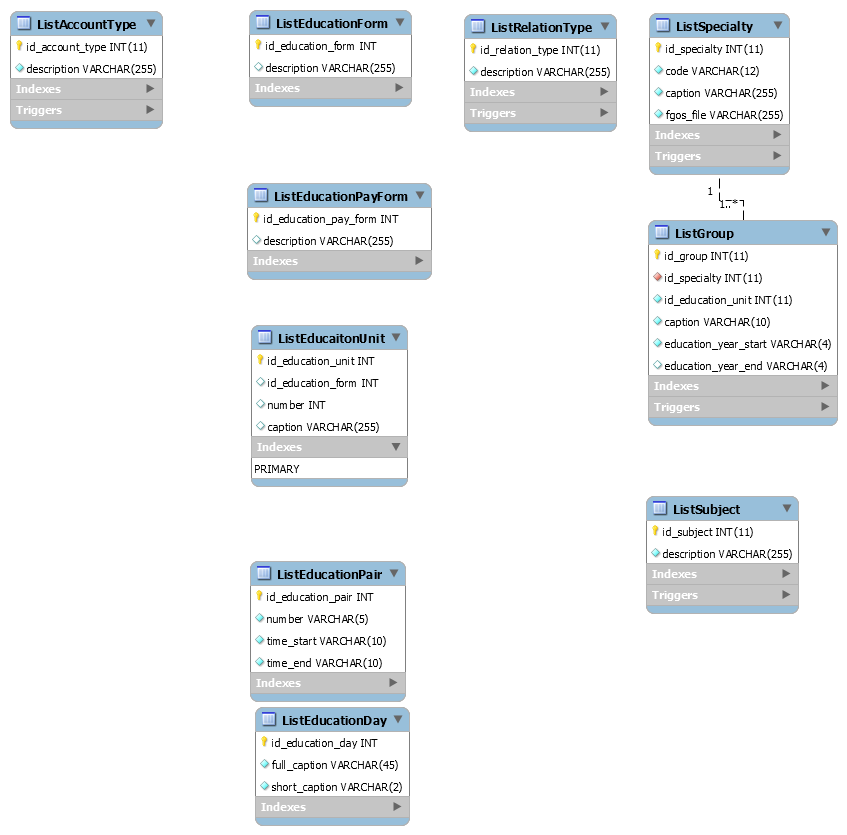 ListAccountType
id_account_type INT(11)
description VARCHAR(255)
Indexes
Triggers
ListEducationForm
id_education_form INT
description VARCHAR(255)
Indexes
ListRelationType
id_relation_type INT(11)
description VARCHAR(255)
Indexes
Triggers
ListSpecialty
id_specialty INT(11)
code VARCHAR(12)
caption VARCHAR(255)
fgos_file VARCHAR(255)
Indexes
Triggers
1
1..*
ListEducationPayForm
id_education_pay_form INT
description VARCHAR(255)
Indexes
ListGroup
id_group INT(11)
id_specialty INT(11)
id_education_unit INT(11)
caption VARCHAR(10)
education_year_start VARCHAR(4)
education_year_end VARCHAR(4)
Indexes
Triggers
ListEducaitonUnit
id_education_unit INT
id_education_form INT
number INT
caption VARCHAR(255)
Indexes
PRIMARY
ListSubject
id_subject INT(11)
description VARCHAR(255)
Indexes
Triggers
ListEducationPair
id_education_pair INT
number VARCHAR(5)
time_start VARCHAR(10)
time_end VARCHAR(10)
Indexes
ListEducationDay
id_education_day INT
full_caption VARCHAR(45)
short_caption VARCHAR(2)
Indexes